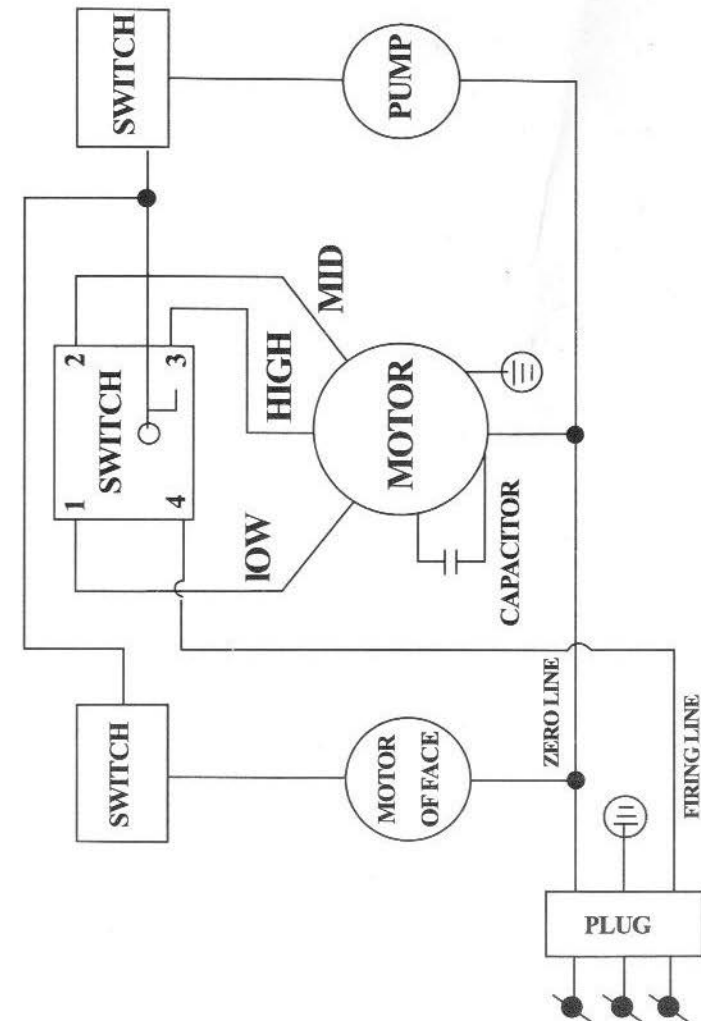 SWITCH
PUMP
MID
2
3
HIGH
SWITCH
MOTOR
1
4
lOW
CAPACITOR
ZERO LINE
FIRING LINE
SWITCH
MOTOR
OF FACE
PLUG